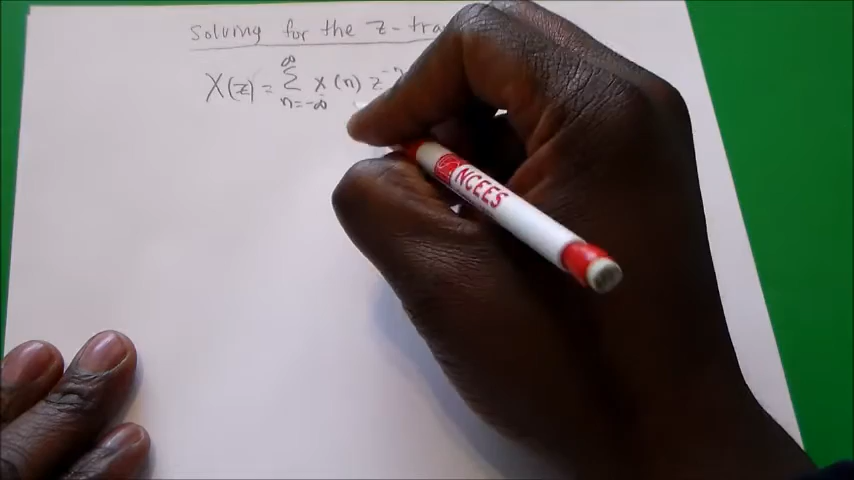 Solving for the z-tra
X(z) = ∞ Σ n=-∞ x(n) z^-n
NCEES